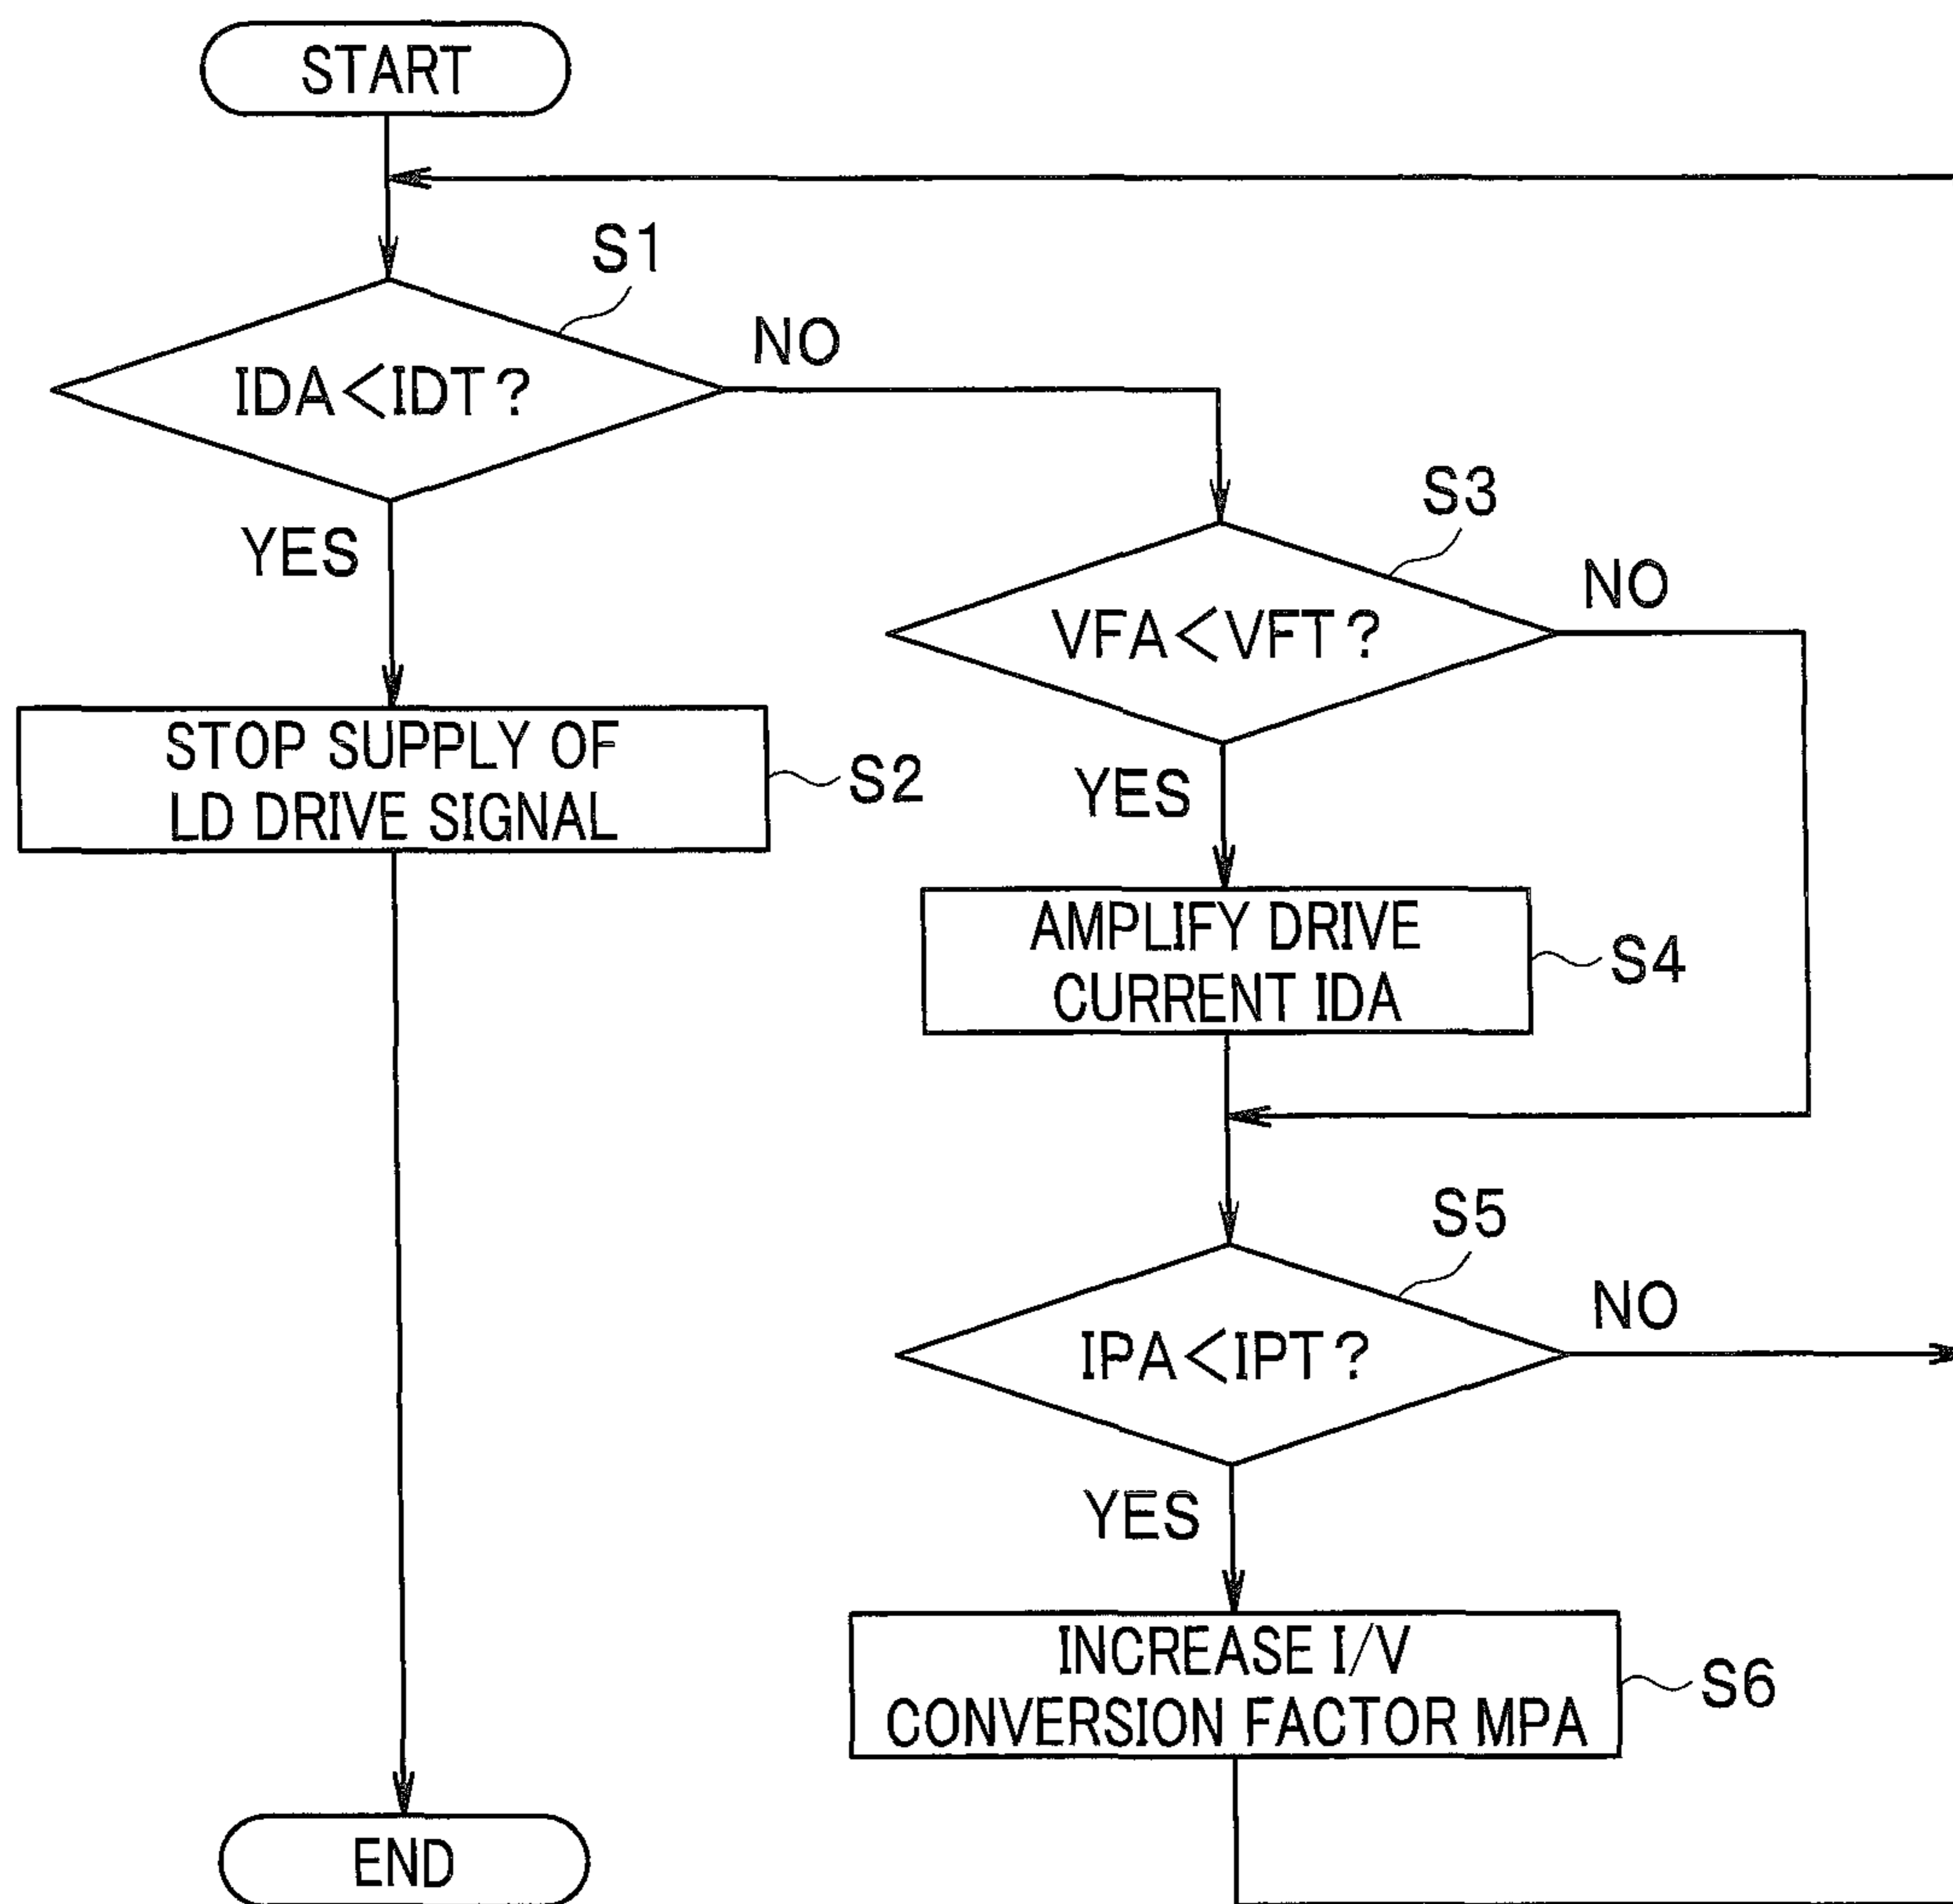 START
S1
IDA<IDT?
NO
YES
S3
VFA<VFT?
NO
STOP SUPPLY OF
LD DRIVE SIGNAL
S2
YES
AMPLIFY DRIVE
CURRENT IDA
S4
S5
IPA<IPT?
NO
YES
INCREASE I/V
CONVERSION FACTOR MPA
S6
END